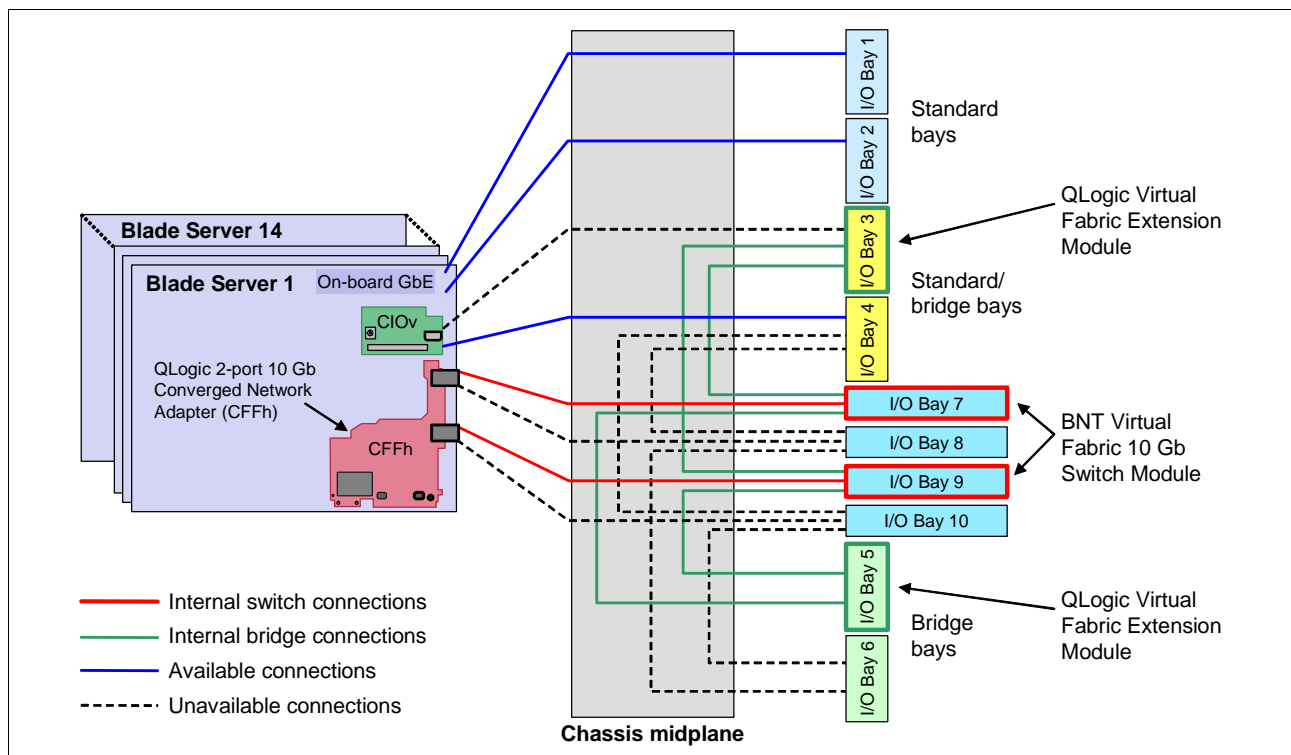 I/O Bay 1
Standard
bays
I/O Bay 2
QLogic Virtual
Fabric Extension
Module
I/O Bay 3
Standard/
bridge bays
I/O Bay 4
Blade Server 14
Blade Server 1
On-board GbE
CIOv
QLogic 2-port 10 Gb
Converged Network
Adapter (CFFh)
CFFh
I/O Bay 7
I/O Bay 8
I/O Bay 9
I/O Bay 10
BNT Virtual
Fabric 10 Gb
Switch Module
I/O Bay 5
Bridge
bays
I/O Bay 6
QLogic Virtual
Fabric Extension
Module
Internal switch connections
Internal bridge connections
Available connections
Unavailable connections
Chassis midplane